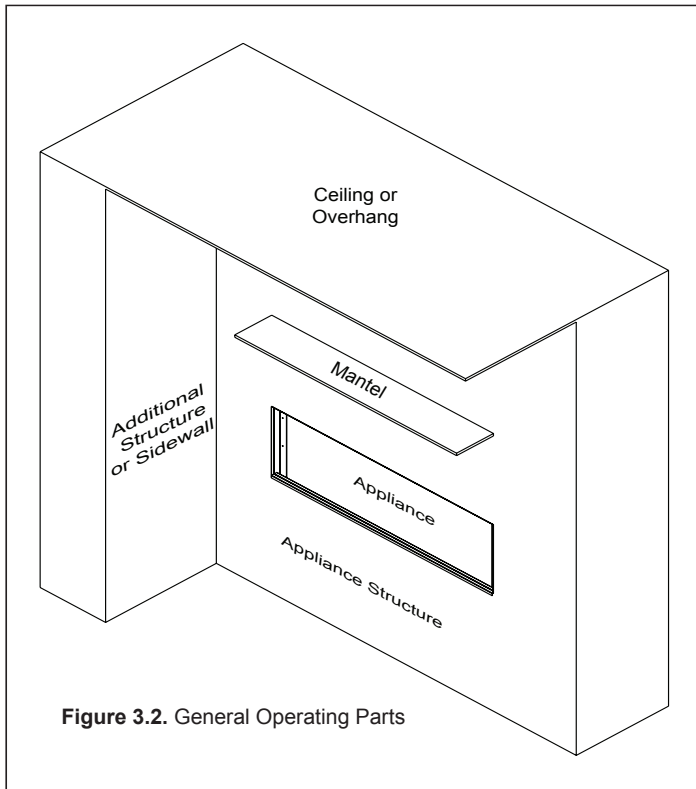 Ceiling or
Overhang
Mantel
Additional
Structure
or Sidewall
Appliance
Appliance Structure
Figure 3.2. General Operating Parts